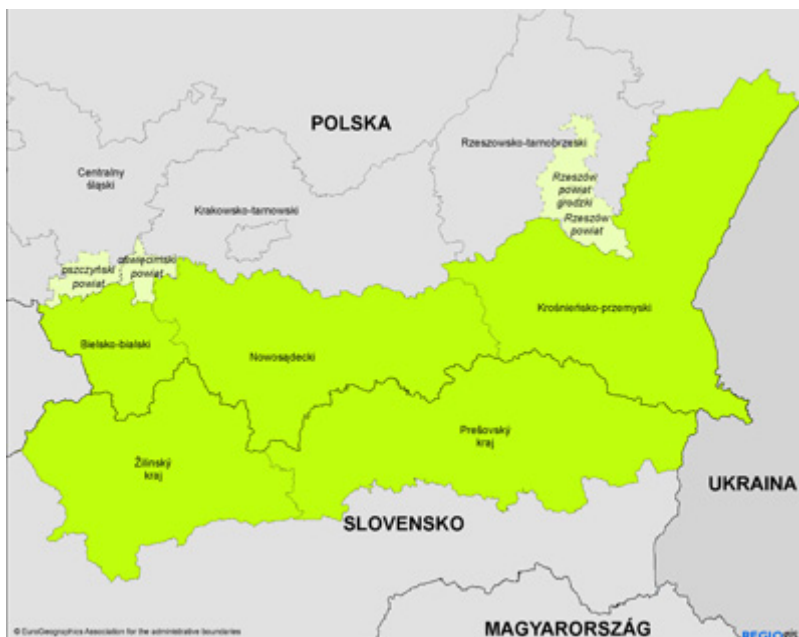 POLSKA
Rzeszowsko-tarnobrzeski
Centralny
śląski
Rzeszów
powiat
grodzki
Krakowsko-tarnowski
Rzeszów
powiat
pszczyński
powiat
oświęcimski
powiat
Krośnieńsko-przemyski
Bielsko-bialski
Nowosądecki
Prešovský
kraj
Žilinský
kraj
UKRAINA
SLOVENSKO
MAGYARORSZÁG
© EuroGeographics Association for the administrative boundaries